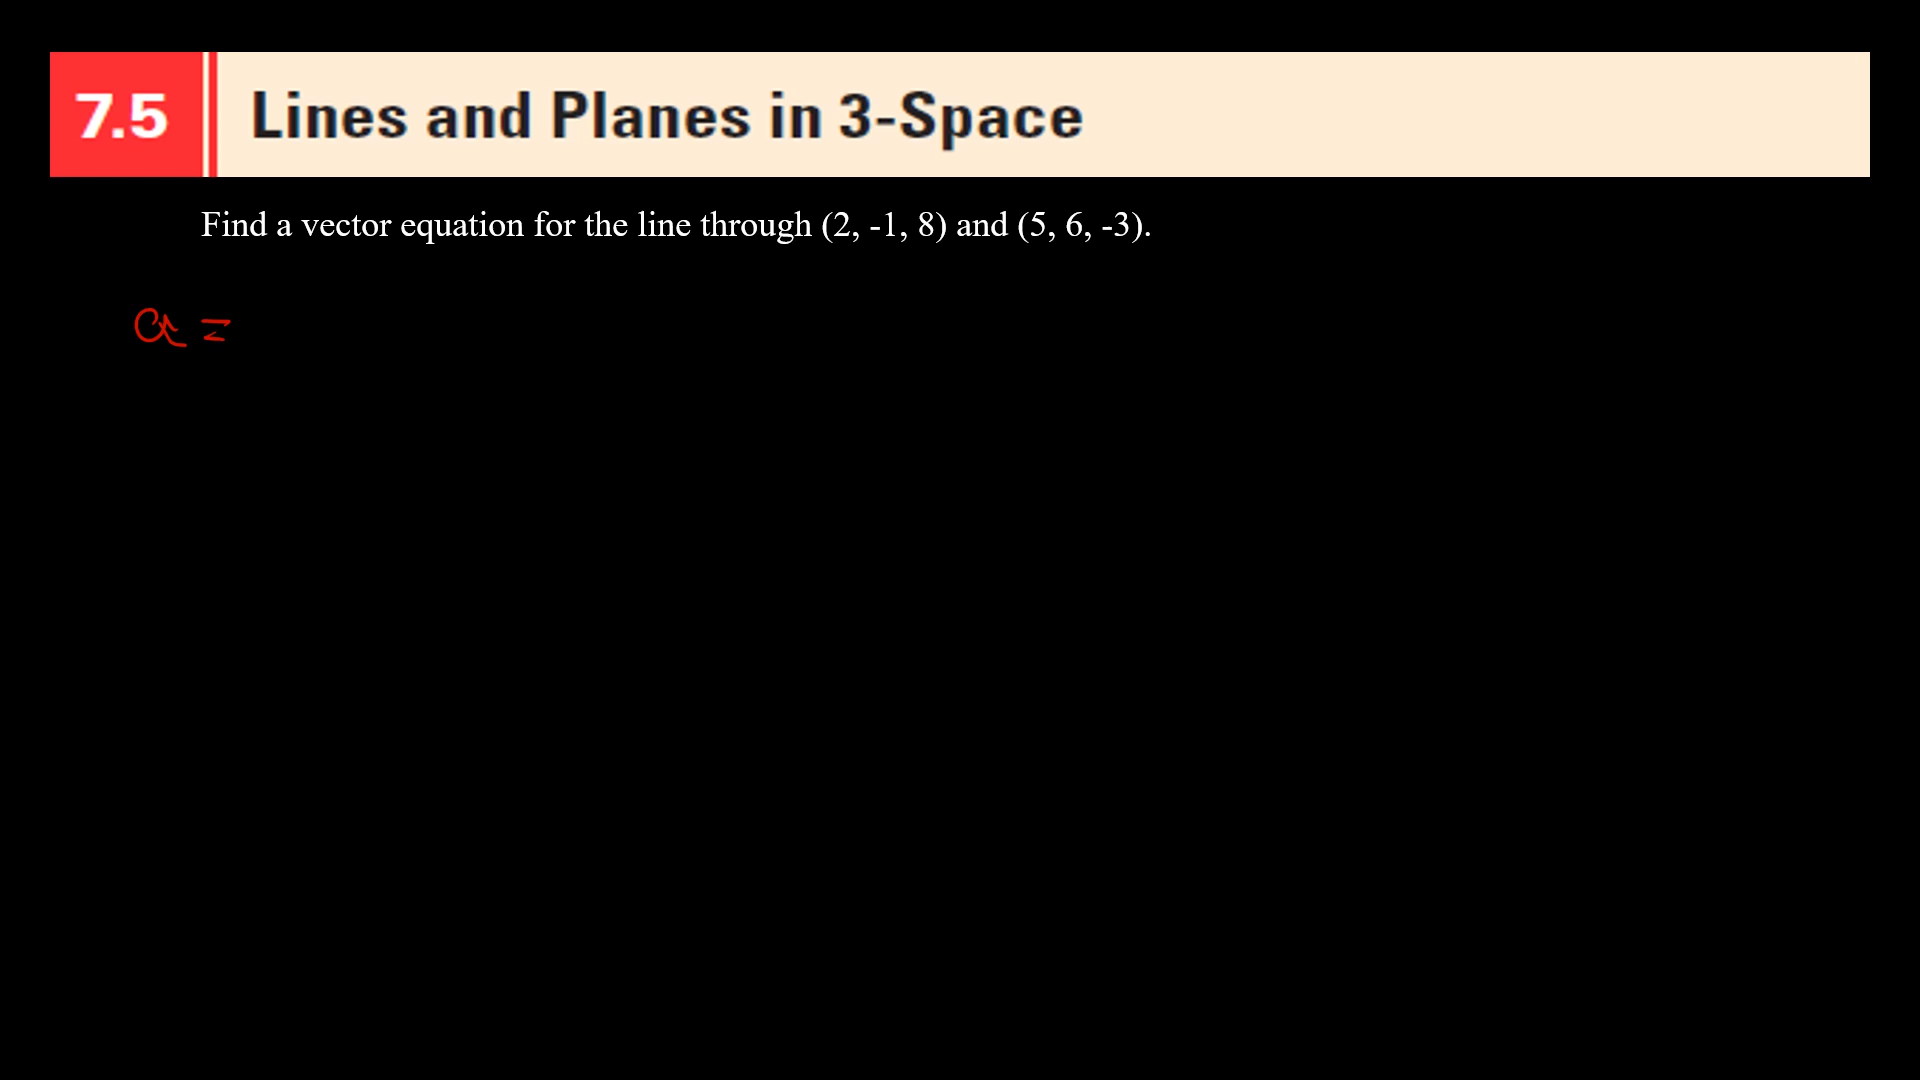 7.5 Lines and Planes in 3-Space
Find a vector equation for the line through (2, -1, 8) and (5, 6, -3).
a =